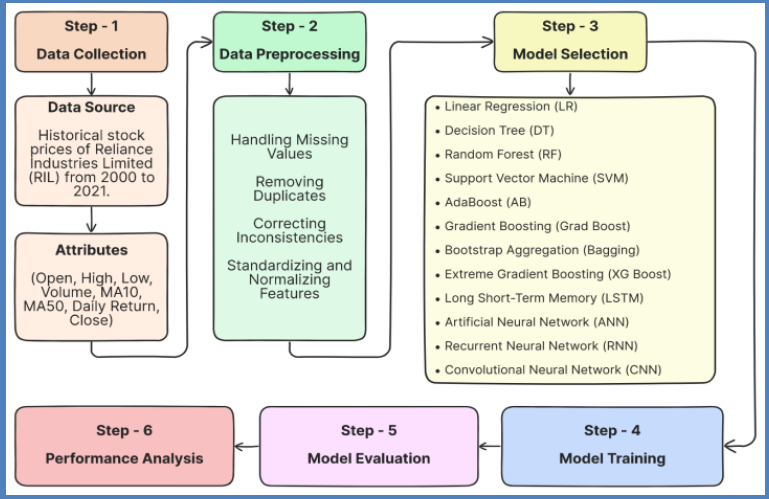 Step - 1
Data Collection
Data Source
Historical stock
prices of Reliance
Industries Limited
(RIL) from 2000 to
2021.
Attributes
(Open, High, Low,
Volume, MA10,
MA50, Daily Return,
Close)
Step - 2
Data Preprocessing
Handling Missing
Values
Removing
Duplicates
Correcting
Inconsistencies
Standardizing and
Normalizing
Features
Step - 3
Model Selection
• Linear Regression (LR)
• Decision Tree (DT)
• Random Forest (RF)
• Support Vector Machine (SVM)
• AdaBoost (AB)
• Gradient Boosting (Grad Boost)
• Bootstrap Aggregation (Bagging)
• Extreme Gradient Boosting (XG Boost)
• Long Short-Term Memory (LSTM)
• Artificial Neural Network (ANN)
• Recurrent Neural Network (RNN)
• Convolutional Neural Network (CNN)
Step - 4
Model Training
Step - 5
Model Evaluation
Step - 6
Performance Analysis